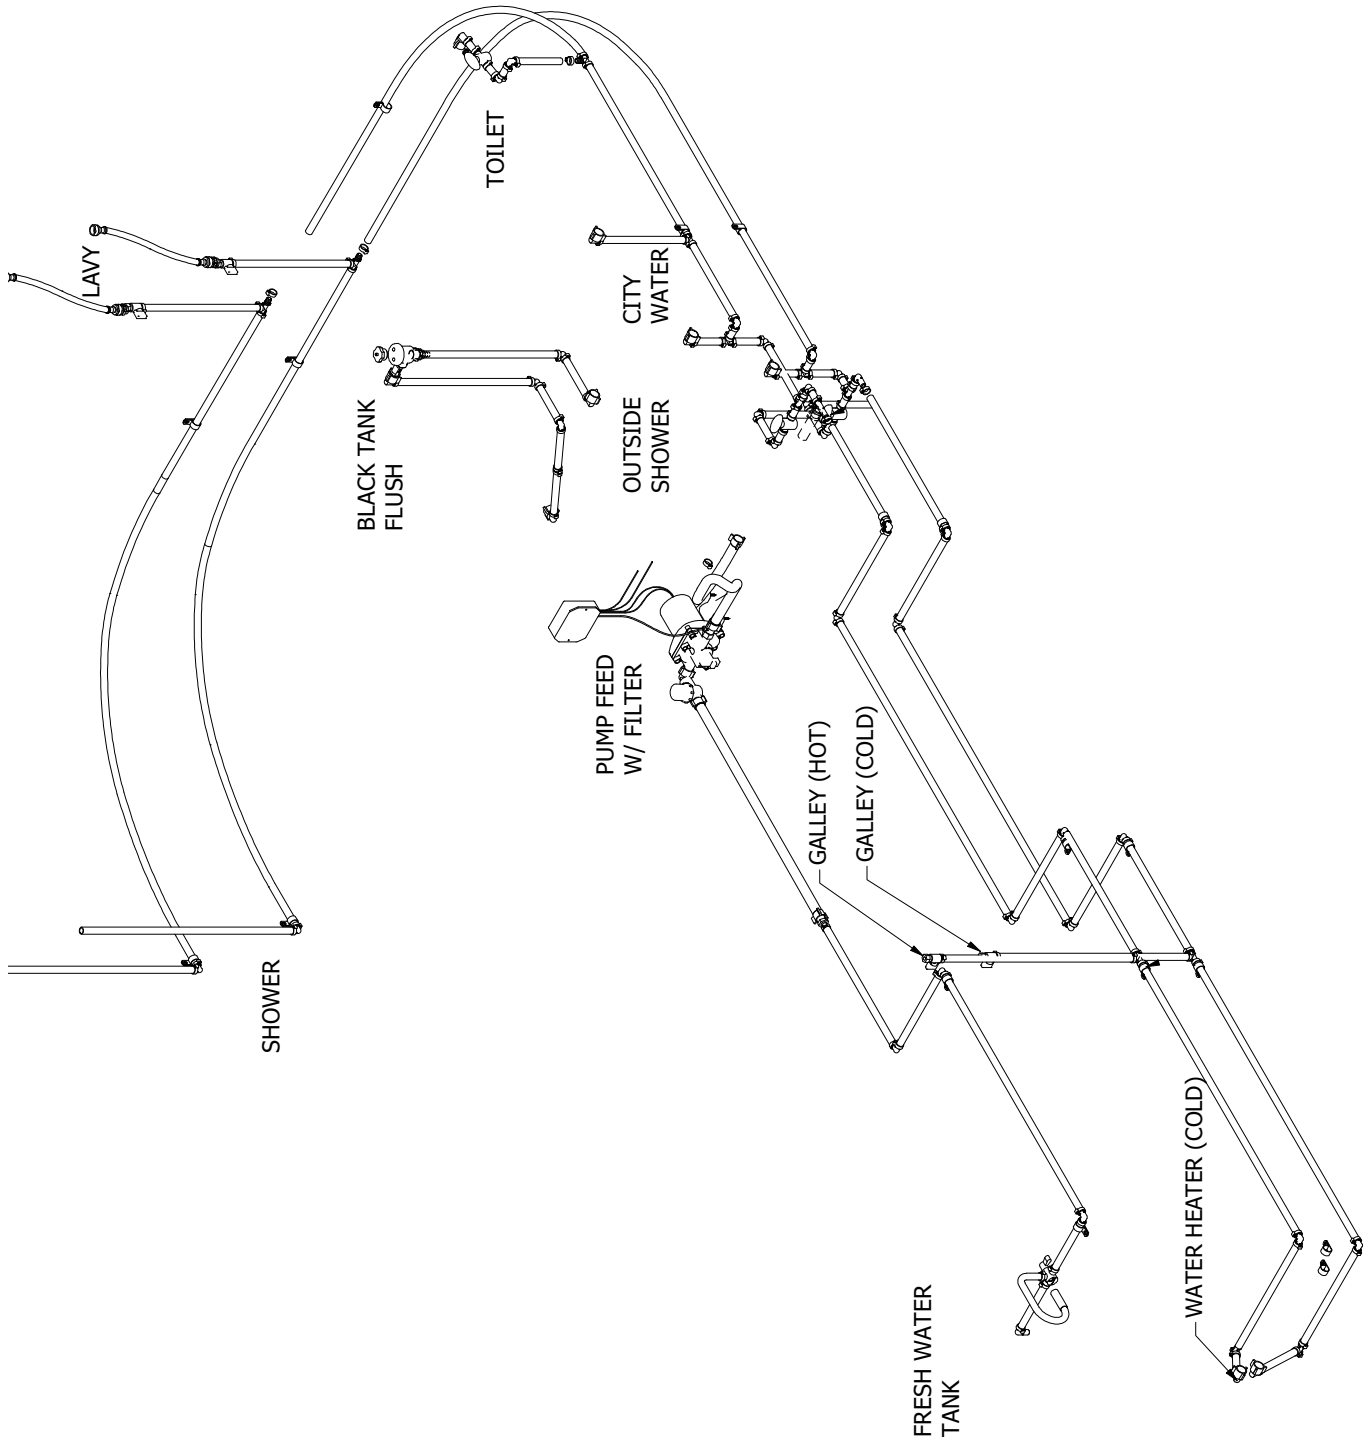 LAVY
TOILET
CITY
WATER
BLACK TANK
FLUSH
OUTSIDE
SHOWER
PUMP FEED
W/ FILTER
GALLEY (HOT)
GALLEY (COLD)
SHOWER
WATER HEATER (COLD)
FRESH WATER
TANK